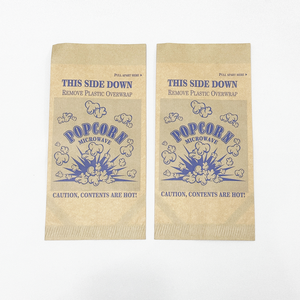 THIS SIDE DOWN
REMOVE PLASTIC OVERWRAP
POPCORN
MICROWAVE
CAUTION, CONTENTS ARE HOT!
THIS SIDE DOWN
REMOVE PLASTIC OVERWRAP
POPCORN
MICROWAVE
CAUTION, CONTENTS ARE HOT!